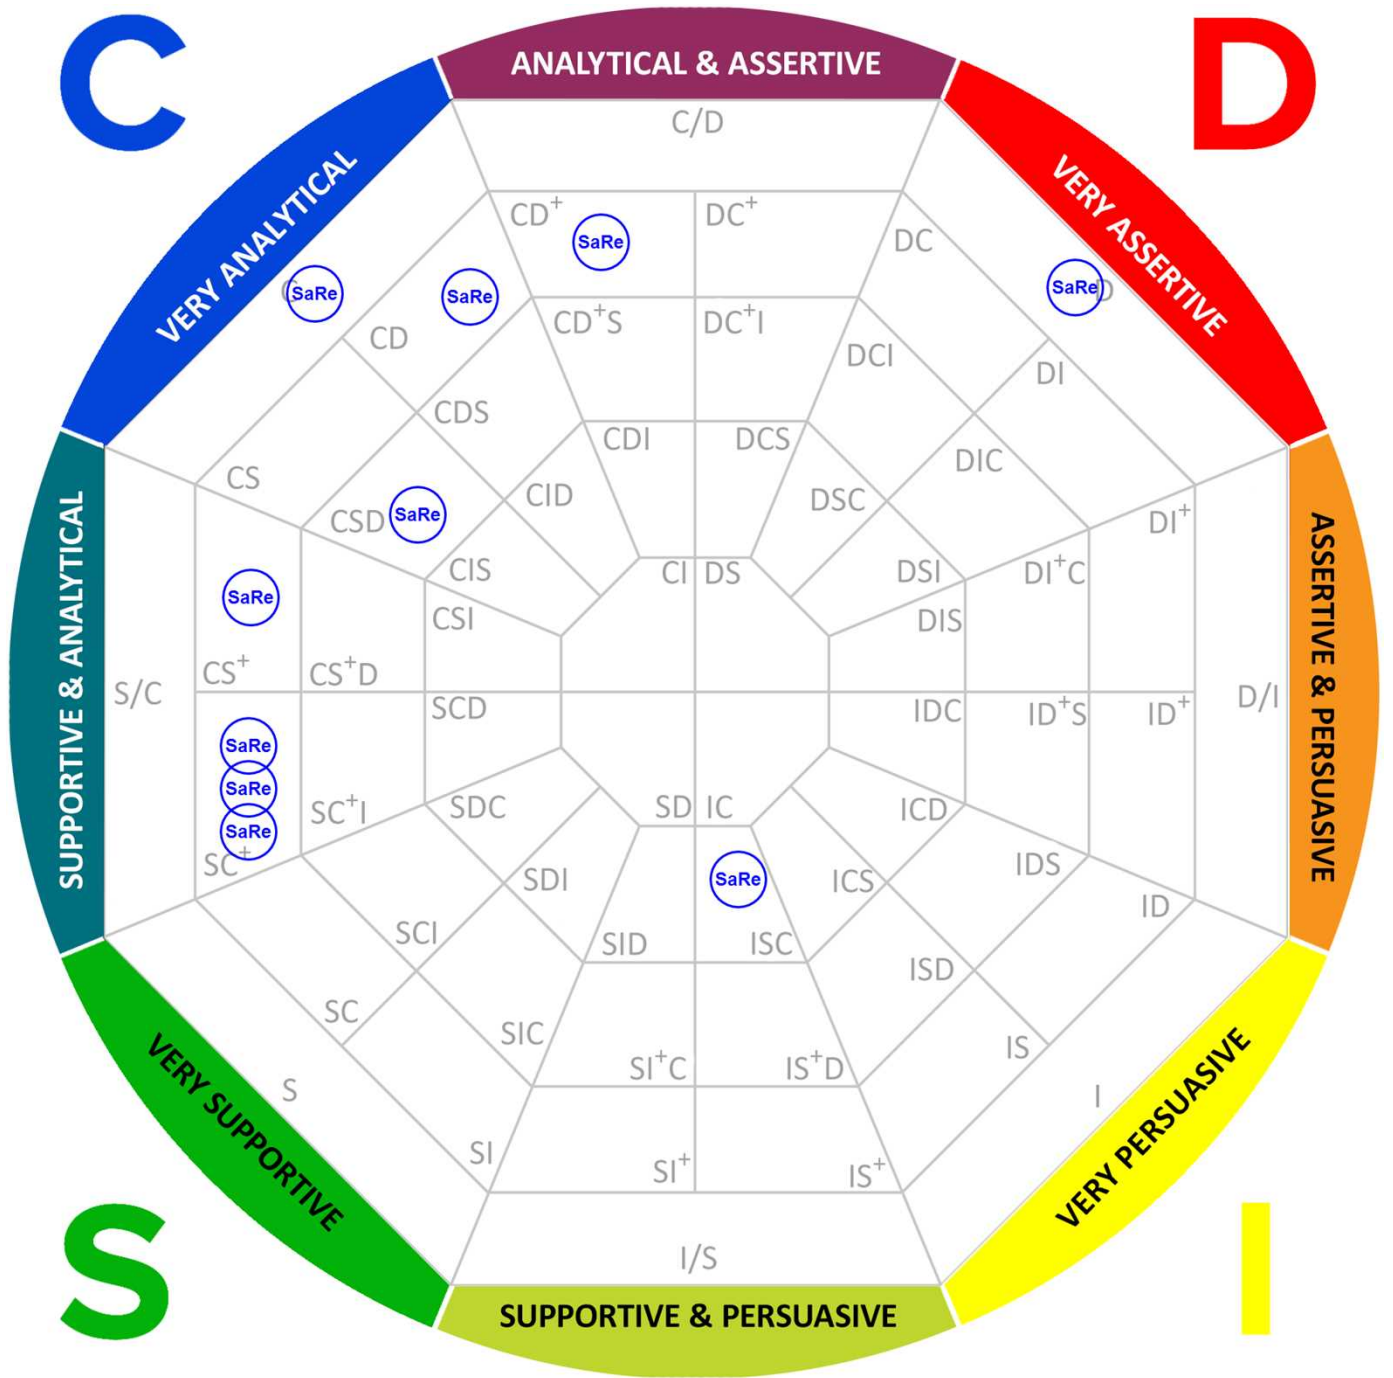 C
D
ANALYTICAL & ASSERTIVE
VERY ANALYTICAL
VERY ASSERTIVE
C/D
CD+
SaRe
DC+
DC
SaRe
SaRe
SaRe
D
CD
CD+S
DC+I
DCI
DI
CDS
CDI
DCS
DIC
CS
CID
DSC
CSD
SaRe
DI+
CIS
CI
DS
DSI
DI+C
SaRe
CSI
DIS
SUPPORTIVE & ANALYTICAL
ASSERTIVE & PERSUASIVE
CS+
CS+D
S/C
D/I
SCD
IDC
ID+S
ID+
SaRe
SaRe
SaRe
SC+I
SDC
SD
IC
ICD
SC+
SaRe
SDI
ICS
IDS
ID
SCI
SID
ISC
ISD
SC
SIC
IS
SI+C
IS+D
S
I
SI
SI+
IS+
VERY SUPPORTIVE
VERY PERSUASIVE
I/S
SUPPORTIVE & PERSUASIVE
S
I